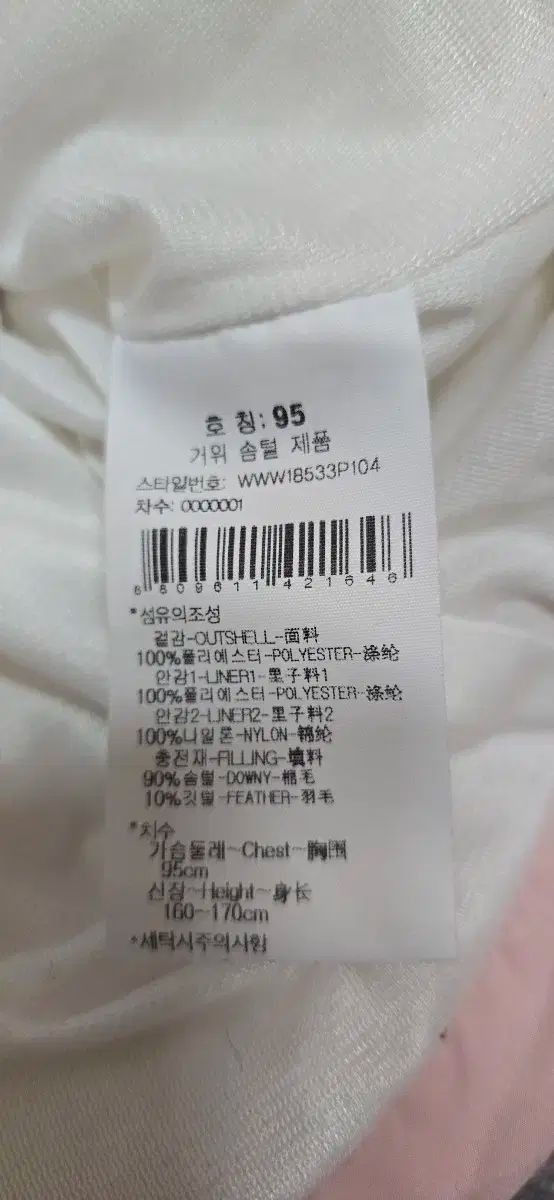 호 칭: 95
거위 솜털 제품
스타일번호: WWW18533P104
차수: 0000001
8809611421646
*섬유의조성
겉감-OUTSHELL-面料
100%폴리에스터-POLYESTER-涤纶
안감1-LINER1-里子料1
100%폴리에스터-POLYESTER-涤纶
안감2-LINER2-里子料2
100%나일론-NYLON-锦纶
충전재-FILLING-填料
90%솜털-DOWNY-棉毛
10%깃털-FEATHER-羽毛
*치수
가슴둘레-Chest-胸围
95cm
신장-Height-身长
160~170cm
*세탁시주의사항